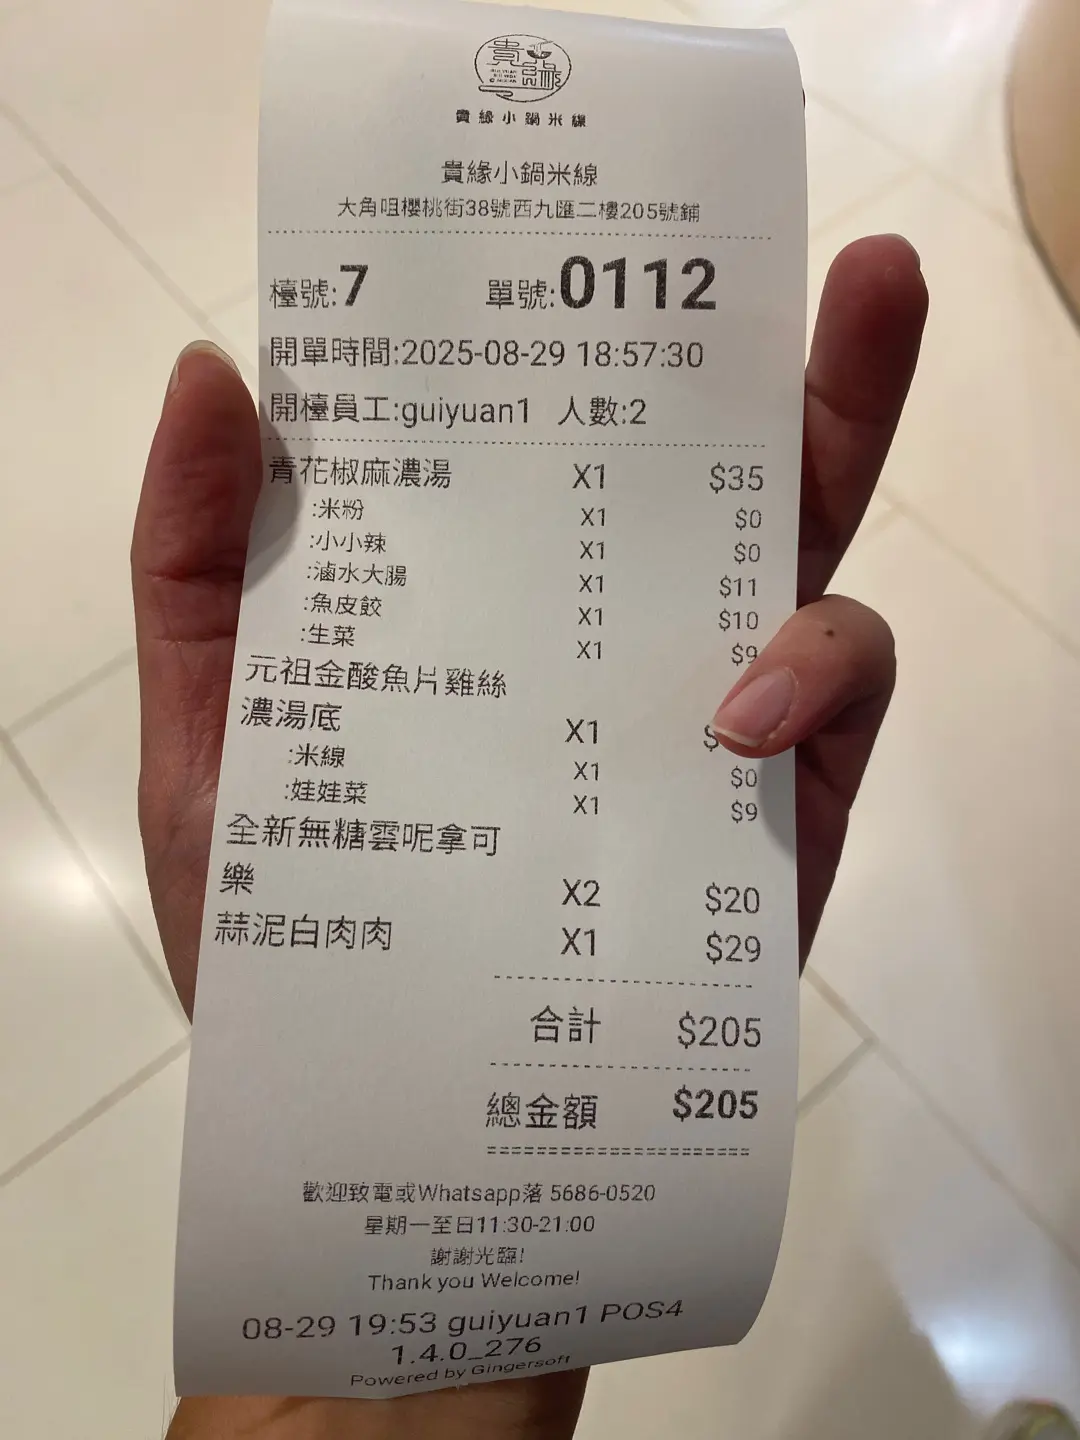 貴緣
貴緣小鍋米線
貴緣小鍋米線
大角咀櫻桃街38號西九匯二樓205號鋪
檯號:7 單號:0112
開單時間:2025-08-29 18:57:30
開檯員工:guiyuan1 人數:2
青花椒麻濃湯 X1 $35
:米粉 X1 $0
:小小辣 X1 $0
:滷水大腸 X1 $11
:魚皮餃 X1 $10
:生菜 X1 $9
元祖金酸魚片雞絲
濃湯底 X1 $
:米線 X1 $0
:娃娃菜 X1 $9
全新無糖雲呢拿可
樂 X2 $20
蒜泥白肉肉 X1 $29
合計 $205
總金額 $205
歡迎致電或Whatsapp落 5686-0520
星期一至日11:30-21:00
謝謝光臨!
Thank you Welcome!
08-29 19:53 guiyuan1 POS4
1.4.0_276
Powered by Gingersoft